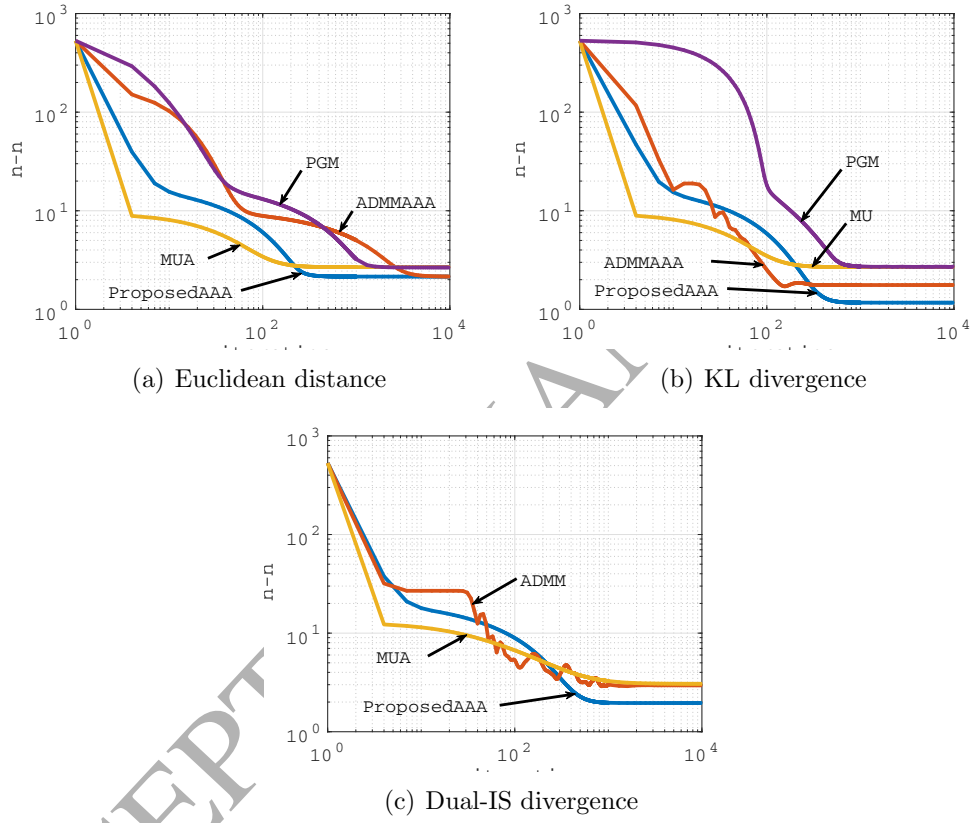 10^3
10^2
10^1
10^0
n-n
PGM
ADMMAAA
MUA
ProposedAAA
10^0
10^2
10^4
(a) Euclidean distance
10^3
10^2
10^1
10^0
n-n
PGM
MU
ADMMAAA
ProposedAAA
10^0
10^2
10^4
(b) KL divergence
10^3
10^2
10^1
10^0
n-n
ADMM
MUA
ProposedAAA
10^0
10^2
10^4
(c) Dual-IS divergence
EPT